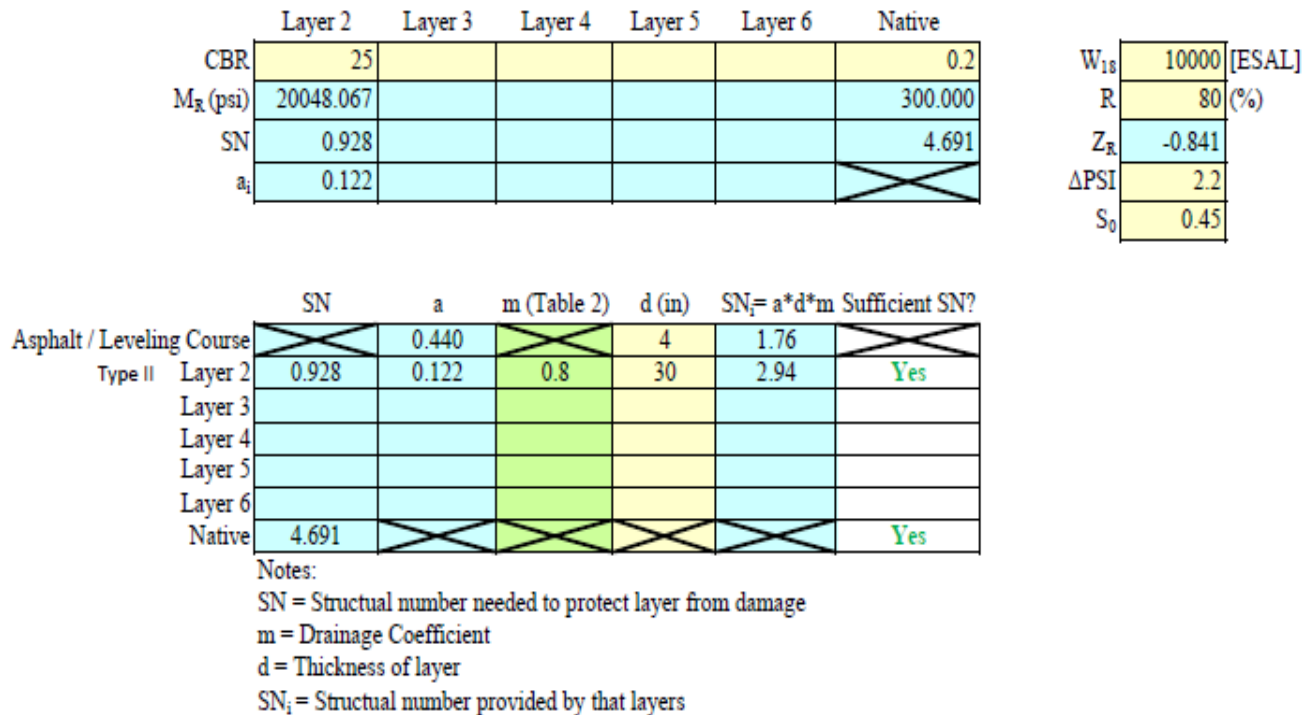 Layer 2 Layer 3 Layer 4 Layer 5 Layer 6 Native
CBR 25 0.2
MR (psi) 20048.067 300.000
SN 0.928 4.691
ai 0.122
W18 10000 [ESAL]
R 80 (%)
ZR -0.841
ΔPSI 2.2
S0 0.45
SN a m (Table 2) d (in) SNi= a*d*m Sufficient SN?
Asphalt / Leveling Course 0.440 4 1.76
Type II Layer 2 0.928 0.122 0.8 30 2.94 Yes
Layer 3
Layer 4
Layer 5
Layer 6
Native 4.691 Yes
Notes:
SN = Structual number needed to protect layer from damage
m = Drainage Coefficient
d = Thickness of layer
SNi = Structual number provided by that layers